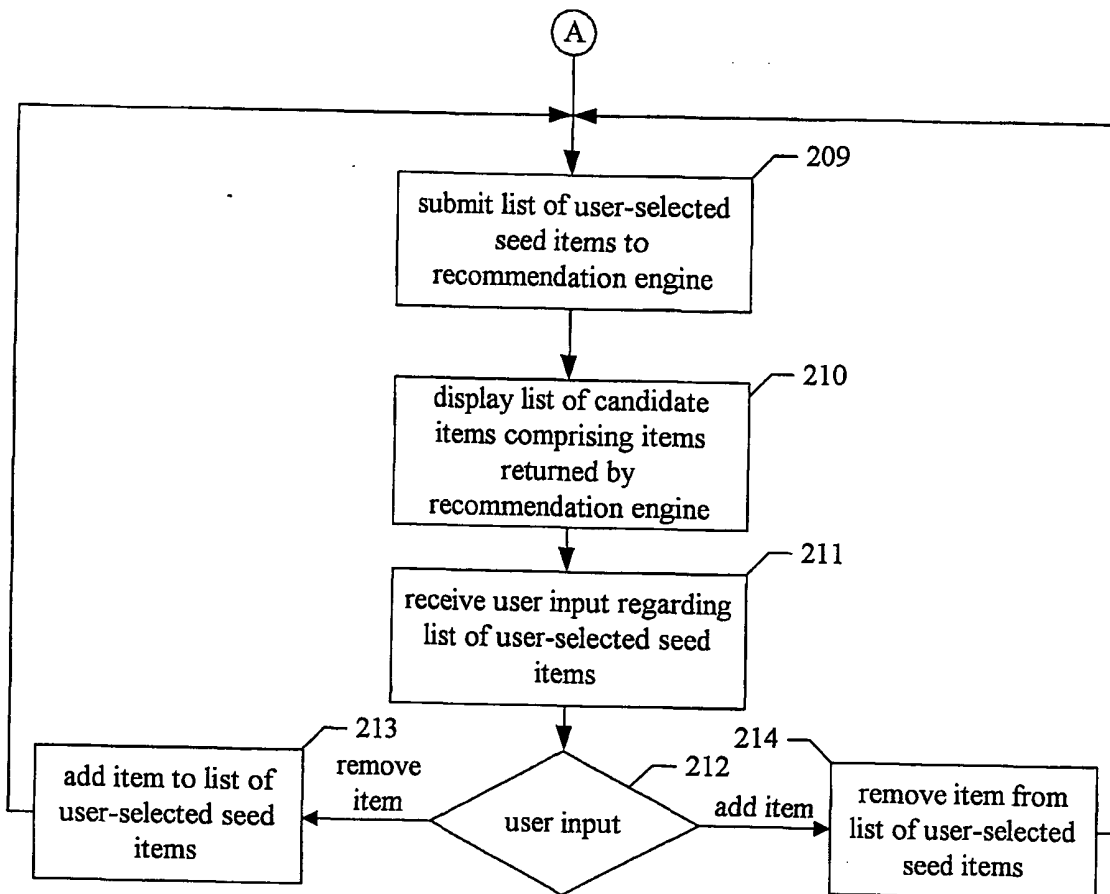 A
209
submit list of user-selected
seed items to
recommendation engine
210
display list of candidate
items comprising items
returned by
recommendation engine
211
receive user input regarding
list of user-selected seed
items
213
add item to list of
user-selected seed
items
remove
item
212
user input
add item
214
remove item from
list of user-selected
seed items